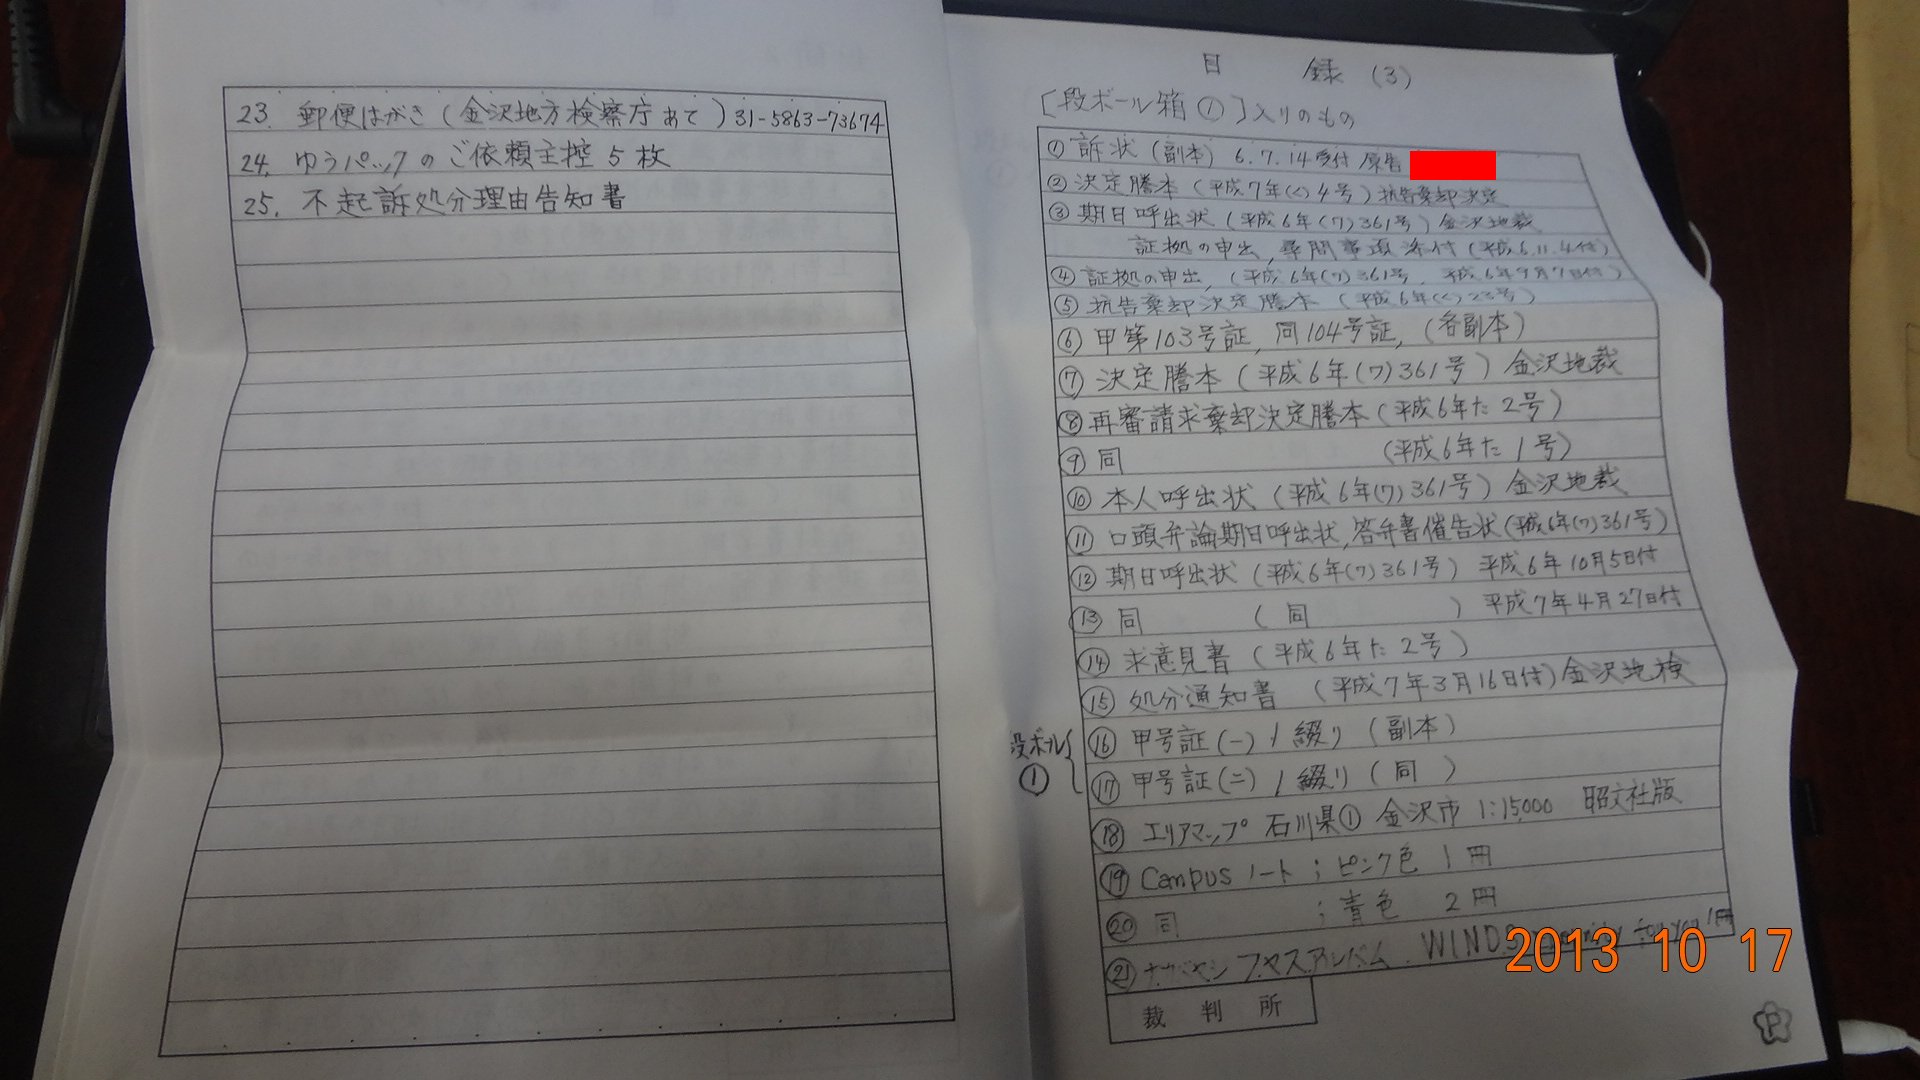 23. 郵便はがき (金沢地方検察庁あて) 31-5863-73674
24. ゆうパックのご依頼主控 5枚
25. 不起訴処分理由告知書
目 録 (3)
[段ボール箱①]入りのもの
① 訴状 (副本) 6.7.14受付 原告
② 決定謄本 (平成7年(く)4号) 抗告棄却決定
③ 期日呼出状 (平成6年(ワ)361号) 金沢地裁
証拠の申出, 尋問事項添付 (平成6.11.4付)
④ 証拠の申出, (平成6年(ワ)361号. 平成6年9月7日付)
⑤ 抗告棄却決定謄本 (平成6年(く)23号)
⑥ 甲第103号証, 同104号証, (各副本)
⑦ 決定謄本 (平成6年(ワ)361号) 金沢地裁
⑧ 再審請求棄却決定謄本 (平成6年た2号)
⑨ 同 (平成6年た1号)
⑩ 本人呼出状 (平成6年(ワ)361号) 金沢地裁
⑪ 口頭弁論期日呼出状, 答弁書催告状 (平成6年(ワ)361号)
⑫ 期日呼出状 (平成6年(ワ)361号) 平成6年10月5日付
⑬ 同 (同 ) 平成7年4月27日付
⑭ 求意見書 (平成6年た2号)
⑮ 処分通知書 (平成7年3月16日付) 金沢地検
段ボール①
⑯ 甲号証(一) 1綴り (副本)
⑰ 甲号証(二) 1綴り (同 )
⑱ エリアマップ 石川県① 金沢市 1:15,000 昭文社版
⑲ Campus ノート ; ピンク色 1冊
⑳ 同 ; 青色 2冊
㉑ ナカバヤシ フエスアルバム. WINDS for you 1冊
裁 判 所
2013 10 17
P